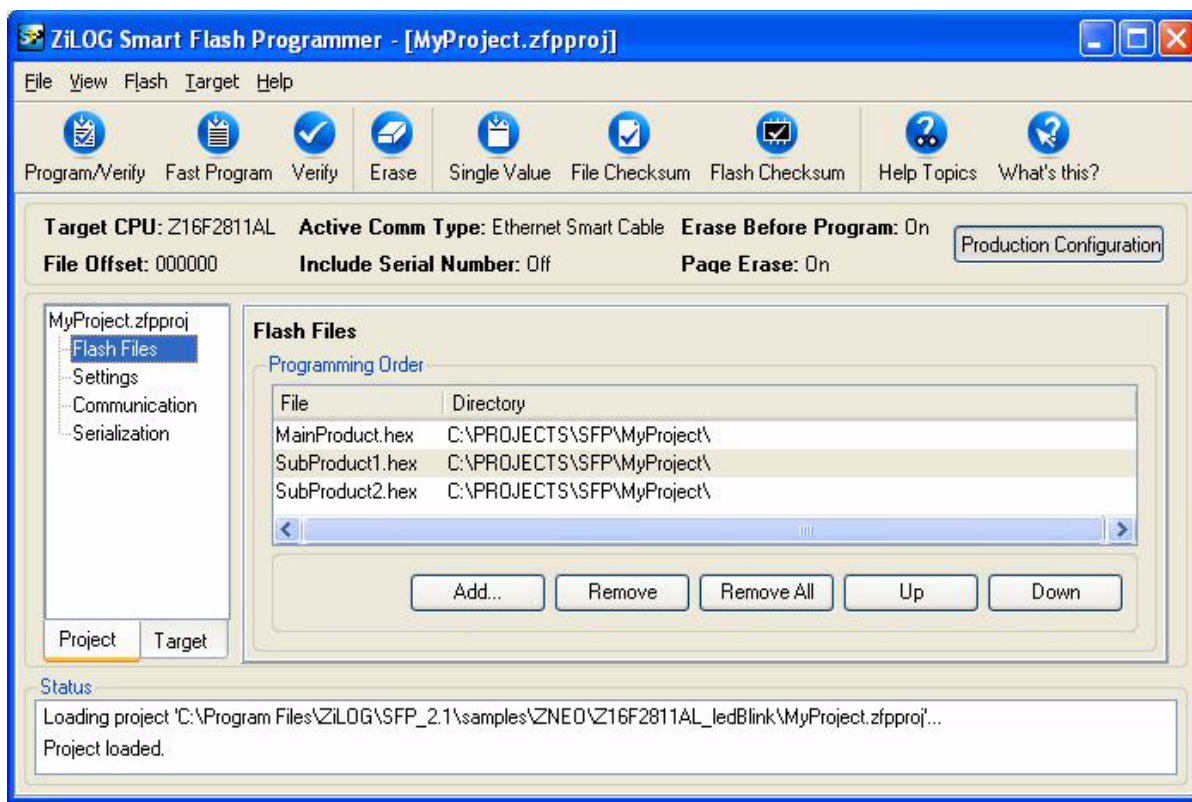 ZiLOG Smart Flash Programmer - [MyProject.zfpproj]
File View Flash Target Help
Program/Verify Fast Program Verify Erase Single Value File Checksum Flash Checksum Help Topics What's this?
Target CPU: Z16F2811AL Active Comm Type: Ethernet Smart Cable Erase Before Program: On
Production Configuration
File Offset: 000000 Include Serial Number: Off Page Erase: On
MyProject.zfpproj
Flash Files
Settings
Communication
Serialization
Project Target
Flash Files
Programming Order
File Directory
MainProduct.hex C:\PROJECTS\SFP\MyProject\
SubProduct1.hex C:\PROJECTS\SFP\MyProject\
SubProduct2.hex C:\PROJECTS\SFP\MyProject\
Add... Remove Remove All Up Down
Status
Loading project 'C:\Program Files\ZiLOG\SFP_2.1\samples\ZNEO\Z16F2811AL_ledBlink\MyProject.zfpproj'...
Project loaded.